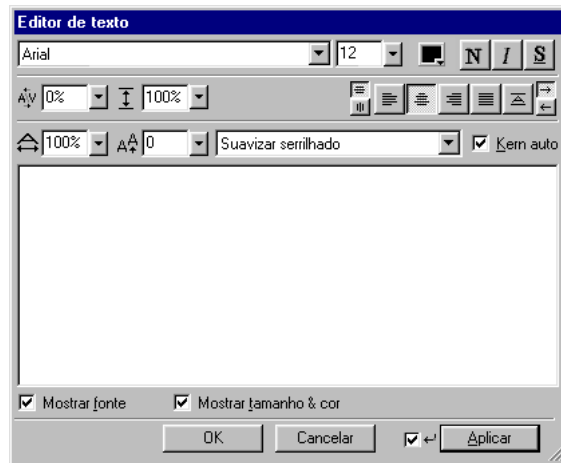 Editor de texto
Arial 12 N I S
A\V 0% 100%
100% AA 0 Suavizar serrilhado Kern auto
Mostrar fonte Mostrar tamanho & cor
OK Cancelar Aplicar